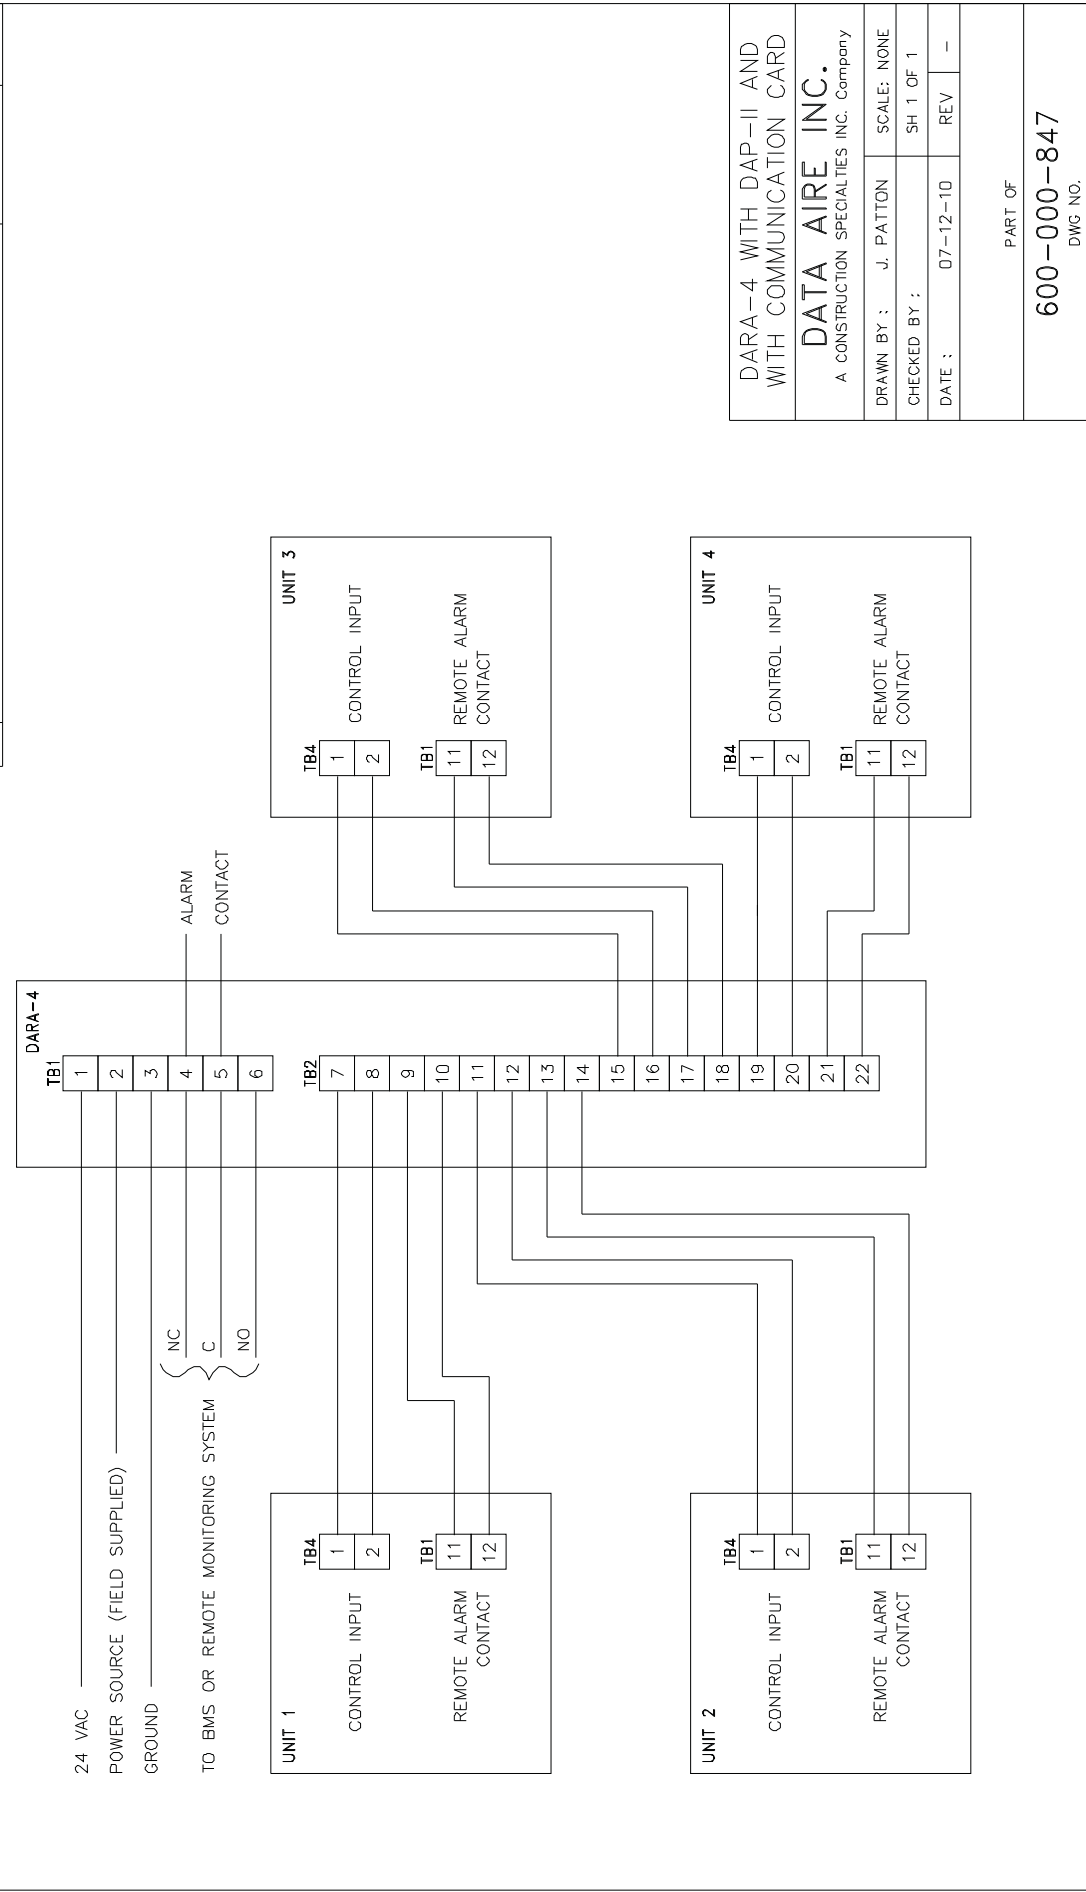 24 VAC
POWER SOURCE (FIELD SUPPLIED)
GROUND
TO BMS OR REMOTE MONITORING SYSTEM
NC
C
NO
DARA-4
TB1
1
2
3
4
5
6
ALARM
CONTACT
TB2
7
8
9
10
11
12
13
14
15
16
17
18
19
20
21
22
UNIT 1
CONTROL INPUT
TB4
1
2
REMOTE ALARM
CONTACT
TB1
11
12
UNIT 3
TB4
1
2
CONTROL INPUT
TB1
11
12
REMOTE ALARM
CONTACT
UNIT 2
CONTROL INPUT
TB4
1
2
REMOTE ALARM
CONTACT
TB1
11
12
UNIT 4
TB4
1
2
CONTROL INPUT
TB1
11
12
REMOTE ALARM
CONTACT
DARA-4 WITH DAP-II AND
WITH COMMUNICATION CARD
DATA AIRE INC.
A CONSTRUCTION SPECIALTIES INC. Company
DRAWN BY : J. PATTON SCALE: NONE
CHECKED BY : SH 1 OF 1
DATE : 07-12-10 REV -
PART OF
600-000-847
DWG NO.